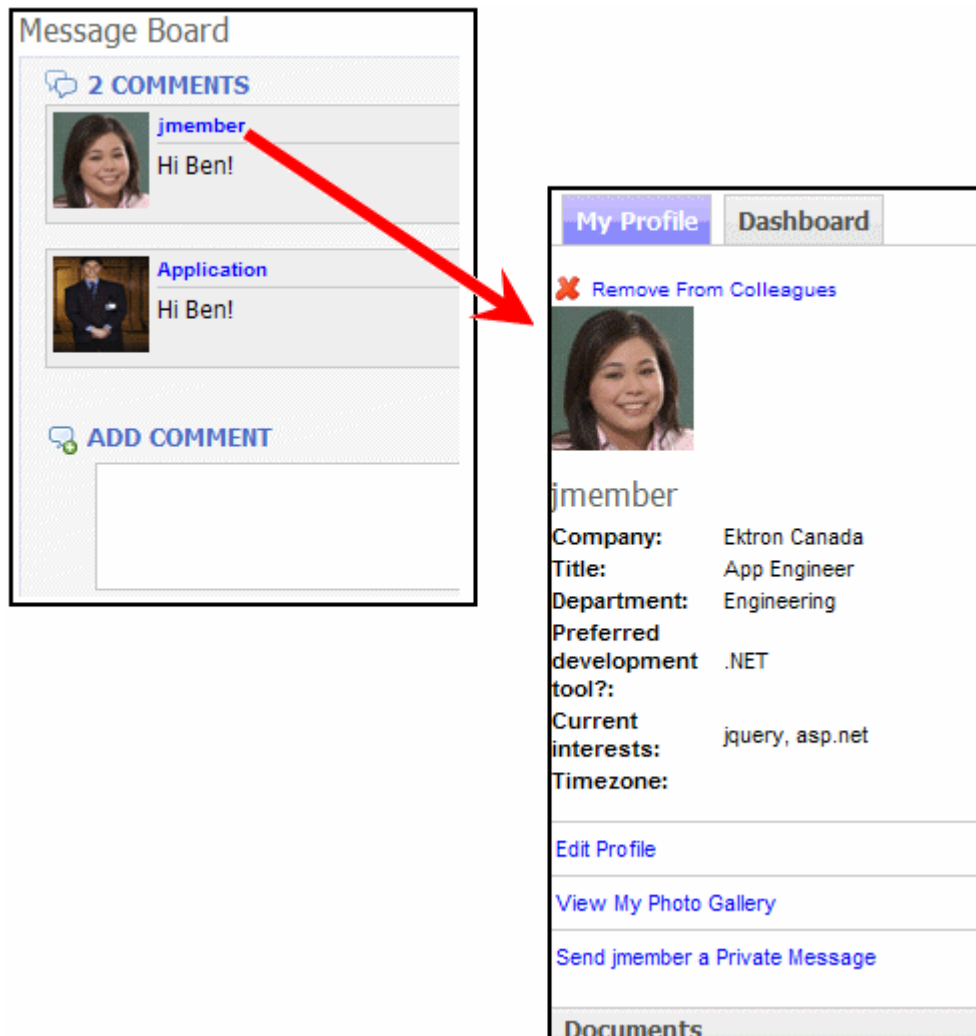 Message Board
2 COMMENTS
jmember
Hi Ben!
Application
Hi Ben!
ADD COMMENT
My Profile
Dashboard
Remove From Colleagues
jmember
Company: Ektron Canada
Title: App Engineer
Department: Engineering
Preferred
development .NET
tool?:
Current
interests: jquery, asp.net
Timezone:
Edit Profile
View My Photo Gallery
Send jmember a Private Message
Documents